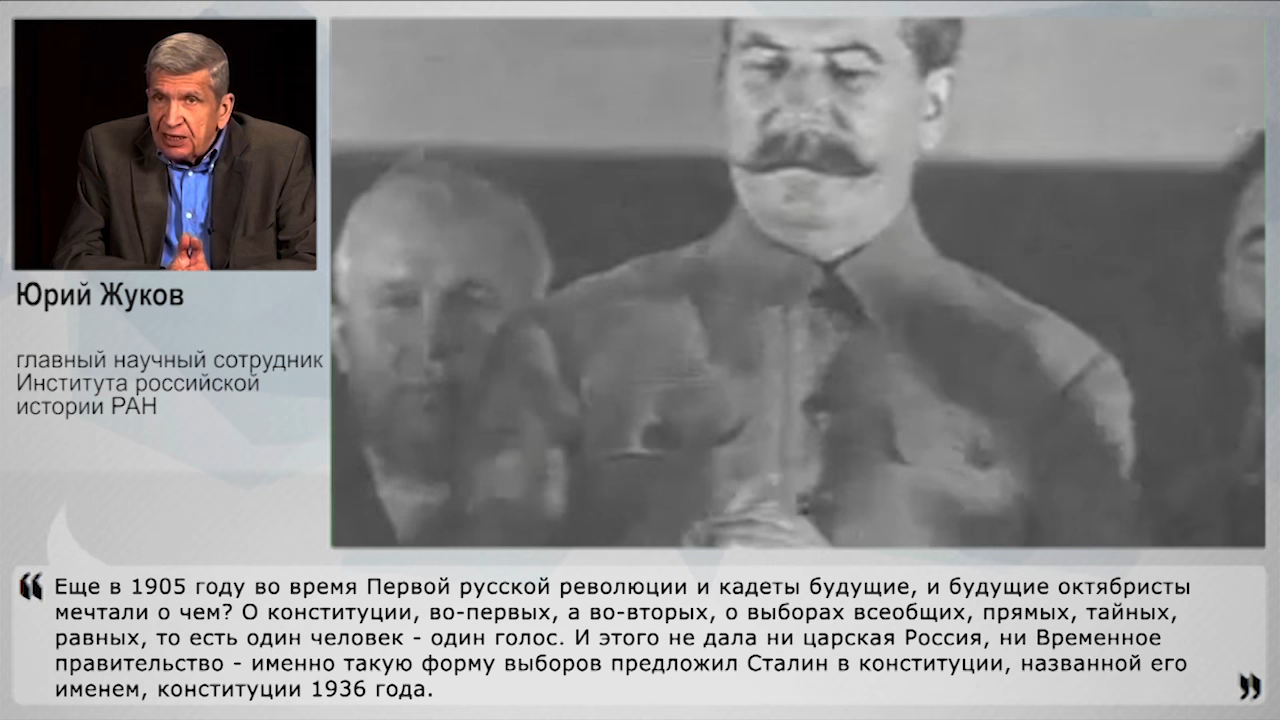 Юрий Жуков
главный научный сотрудник
Института российской
истории РАН
“ Еще в 1905 году во время Первой русской революции и кадеты будущие, и будущие октябристы
мечтали о чем? О конституции, во-первых, а во-вторых, о выборах всеобщих, прямых, тайных,
равных, то есть один человек - один голос. И этого не дала ни царская Россия, ни Временное
правительство - именно такую форму выборов предложил Сталин в конституции, названной его
именем, конституции 1936 года. ”